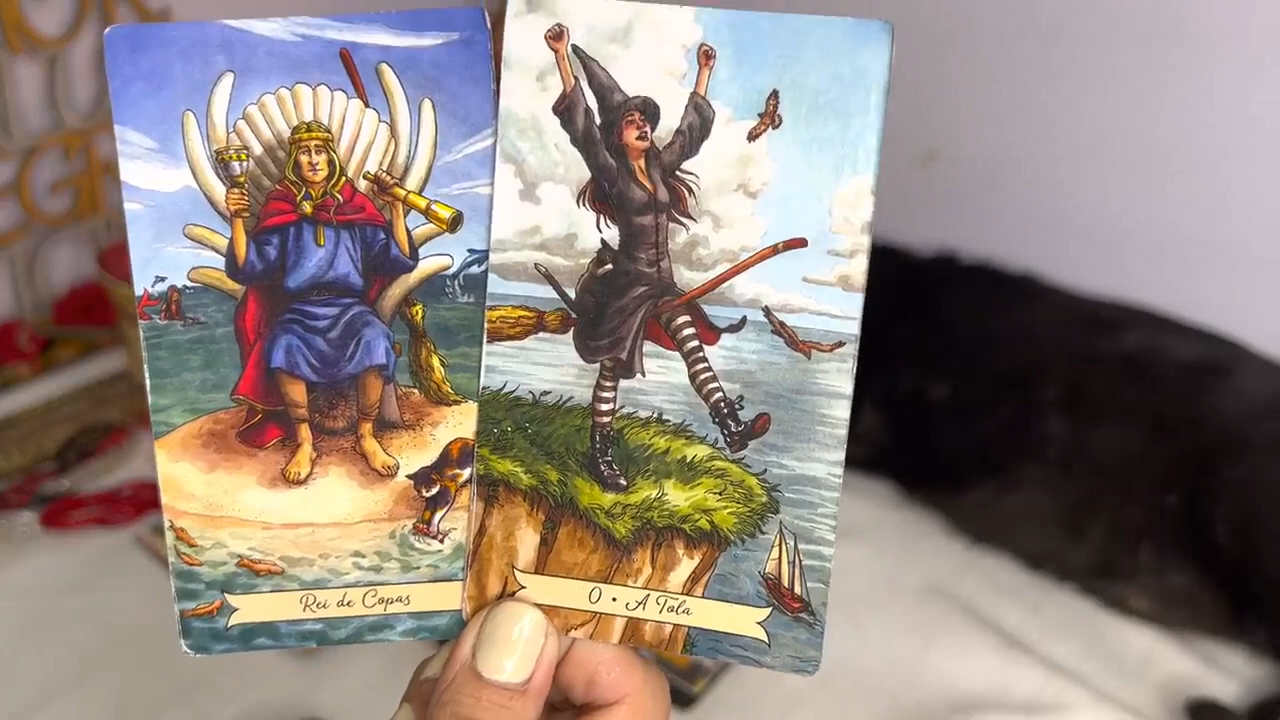 Rei de Copas
0 • A Tola